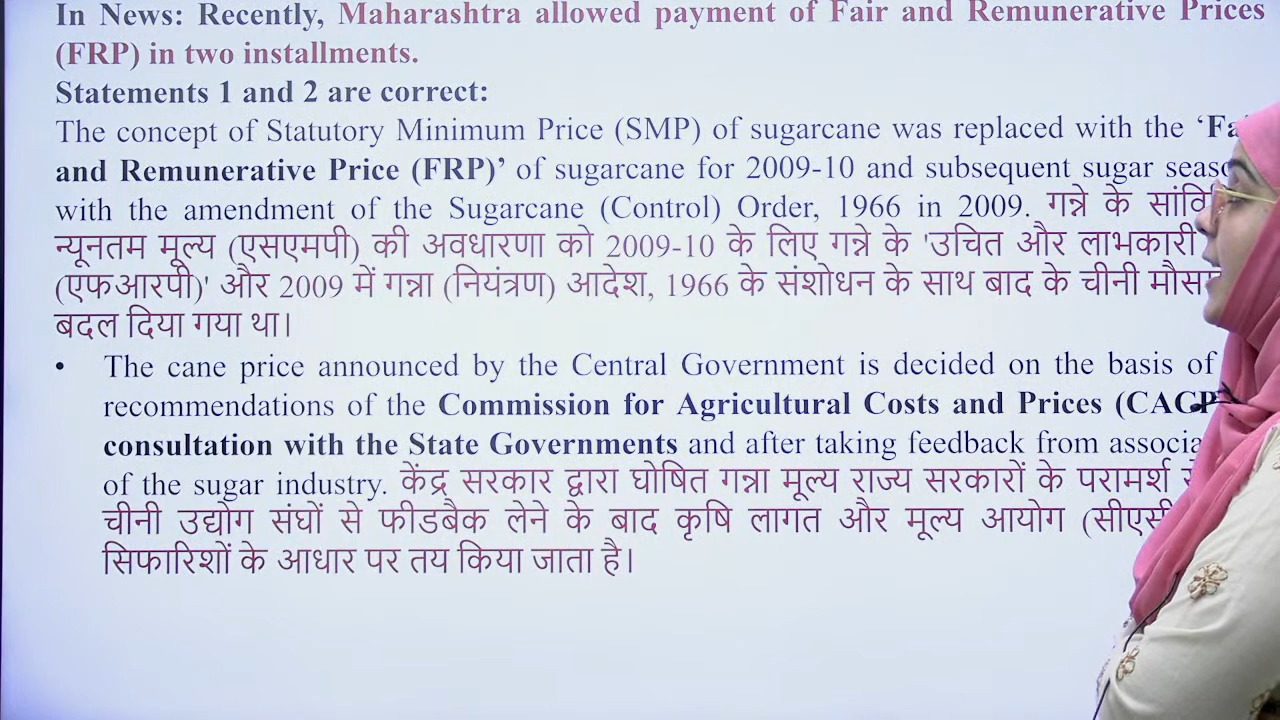 In News: Recently, Maharashtra allowed payment of Fair and Remunerative Prices
(FRP) in two installments.
Statements 1 and 2 are correct:
The concept of Statutory Minimum Price (SMP) of sugarcane was replaced with the
and Remunerative Price (FRP)’ of sugarcane for 2009-10 and subsequent sugar
with the amendment of the Sugarcane (Control) Order, 1966 in 2009. गन्ने के
न्यूनतम मूल्य (एसएमपी) की अवधारणा को 2009-10 के लिए गन्ने के 'उचित और लाभकारी
(एफआरपी)' और 2009 में गन्ना (नियंत्रण) आदेश, 1966 के संशोधन के साथ बाद के चीनी
बदल दिया गया था।
• The cane price announced by the Central Government is decided on the basis of
recommendations of the Commission for Agricultural Costs and Prices (CACP
consultation with the State Governments and after taking feedback from
of the sugar industry. केंद्र सरकार द्वारा घोषित गन्ना मूल्य राज्य सरकारों के परामर्श
चीनी उद्योग संघों से फीडबैक लेने के बाद कृषि लागत और मूल्य आयोग
सिफारिशों के आधार पर तय किया जाता है।